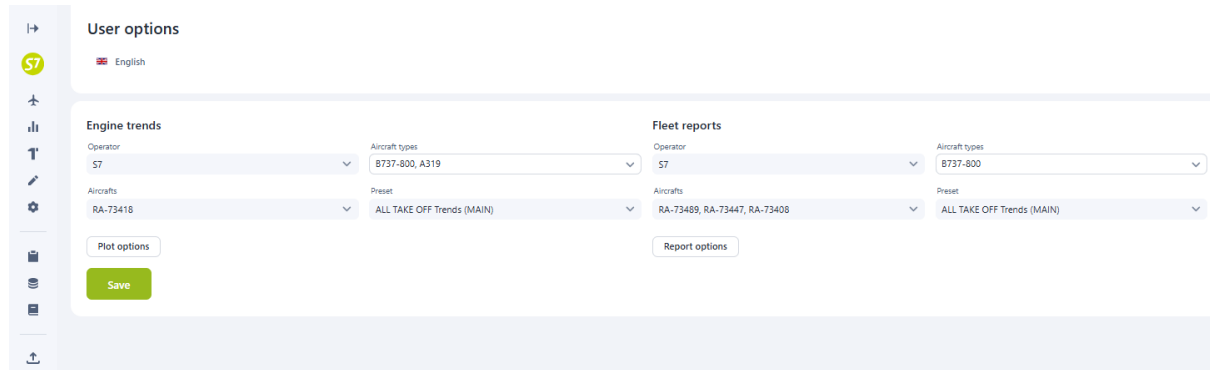 User options
S7
English
Engine trends
Operator
S7
Aircraft types
B737-800, A319
Aircrafts
RA-73418
Preset
ALL TAKE OFF Trends (MAIN)
Plot options
Save
Fleet reports
Operator
S7
Aircraft types
B737-800
Aircrafts
RA-73489, RA-73447, RA-73408
Preset
ALL TAKE OFF Trends (MAIN)
Report options